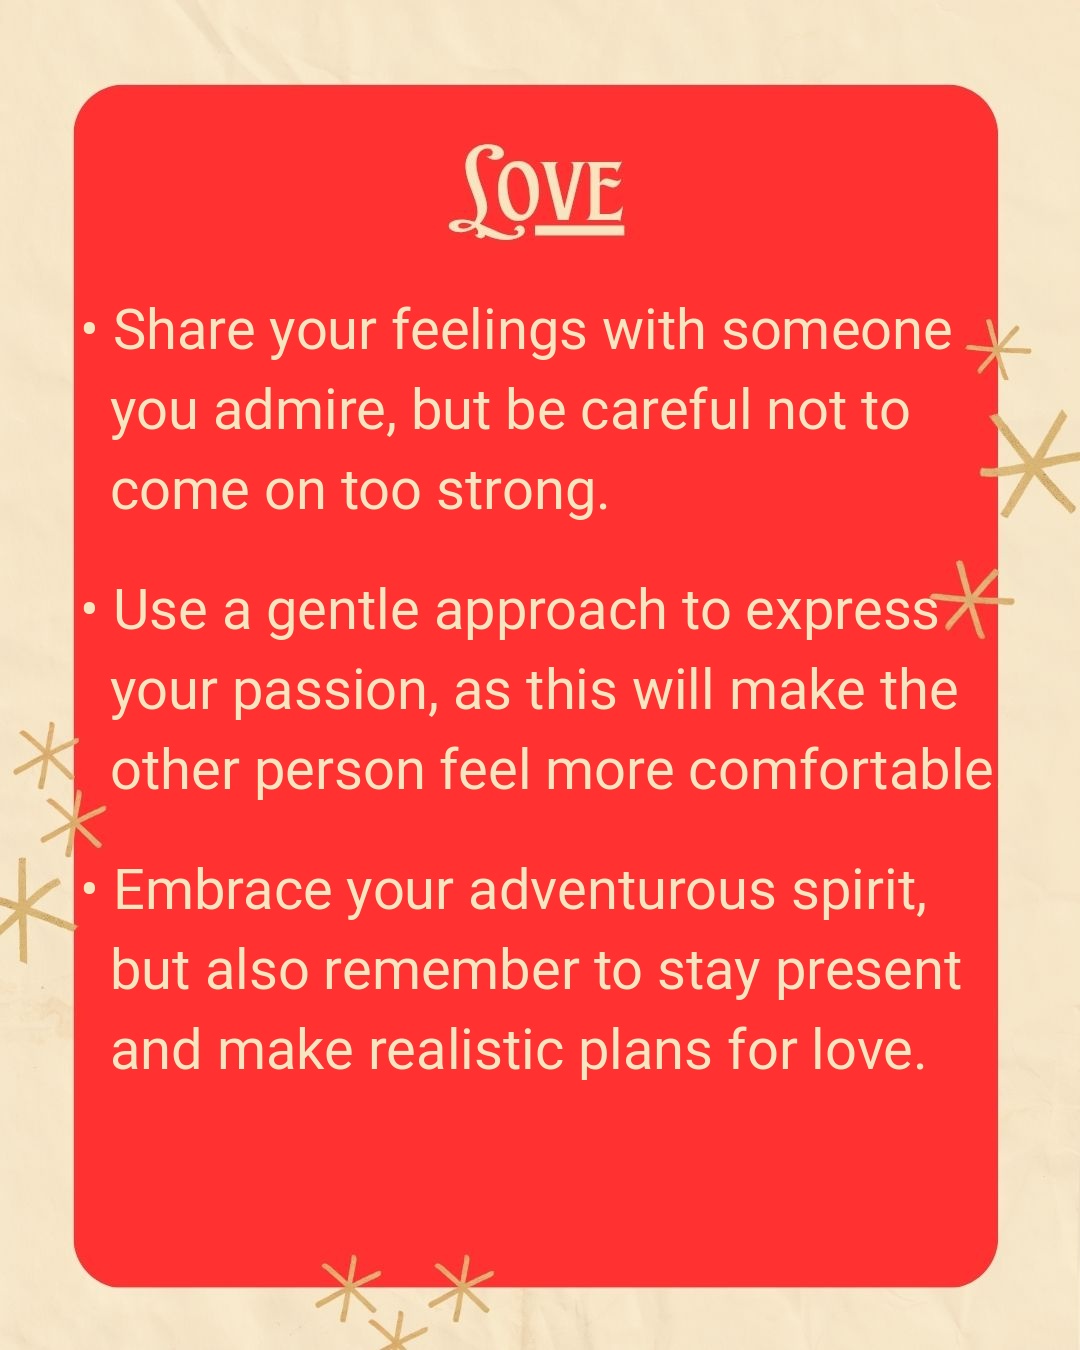 Love
• Share your feelings with someone
you admire, but be careful not to
come on too strong.
• Use a gentle approach to express
your passion, as this will make the
other person feel more comfortable
• Embrace your adventurous spirit,
but also remember to stay present
and make realistic plans for love.